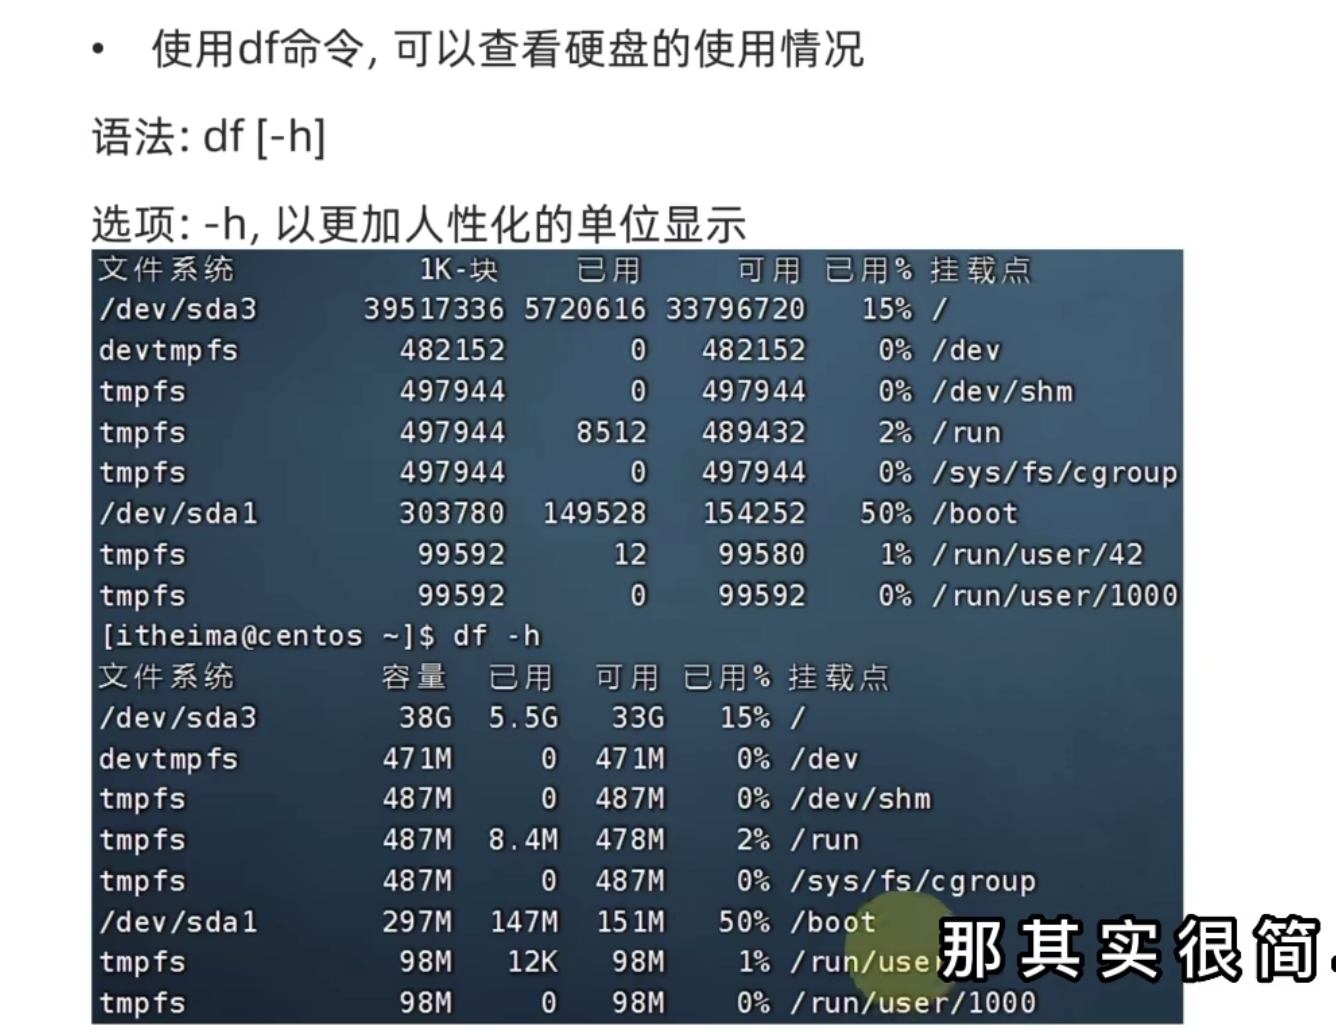 • 使用df命令, 可以查看硬盘的使用情况
语法: df [-h]
选项: -h, 以更加人性化的单位显示
文件系统 1K-块 已用 可用 已用% 挂载点
/dev/sda3 39517336 5720616 33796720 15% /
devtmpfs 482152 0 482152 0% /dev
tmpfs 497944 0 497944 0% /dev/shm
tmpfs 497944 8512 489432 2% /run
tmpfs 497944 0 497944 0% /sys/fs/cgroup
/dev/sda1 303780 149528 154252 50% /boot
tmpfs 99592 12 99580 1% /run/user/42
tmpfs 99592 0 99592 0% /run/user/1000
[itheima@centos ~]$ df -h
文件系统 容量 已用 可用 已用% 挂载点
/dev/sda3 38G 5.5G 33G 15% /
devtmpfs 471M 0 471M 0% /dev
tmpfs 487M 0 487M 0% /dev/shm
tmpfs 487M 8.4M 478M 2% /run
tmpfs 487M 0 487M 0% /sys/fs/cgroup
/dev/sda1 297M 147M 151M 50% /boot
tmpfs 98M 12K 98M 1% /run/use
那其实很简
tmpfs 98M 0 98M 0% /run/user/1000